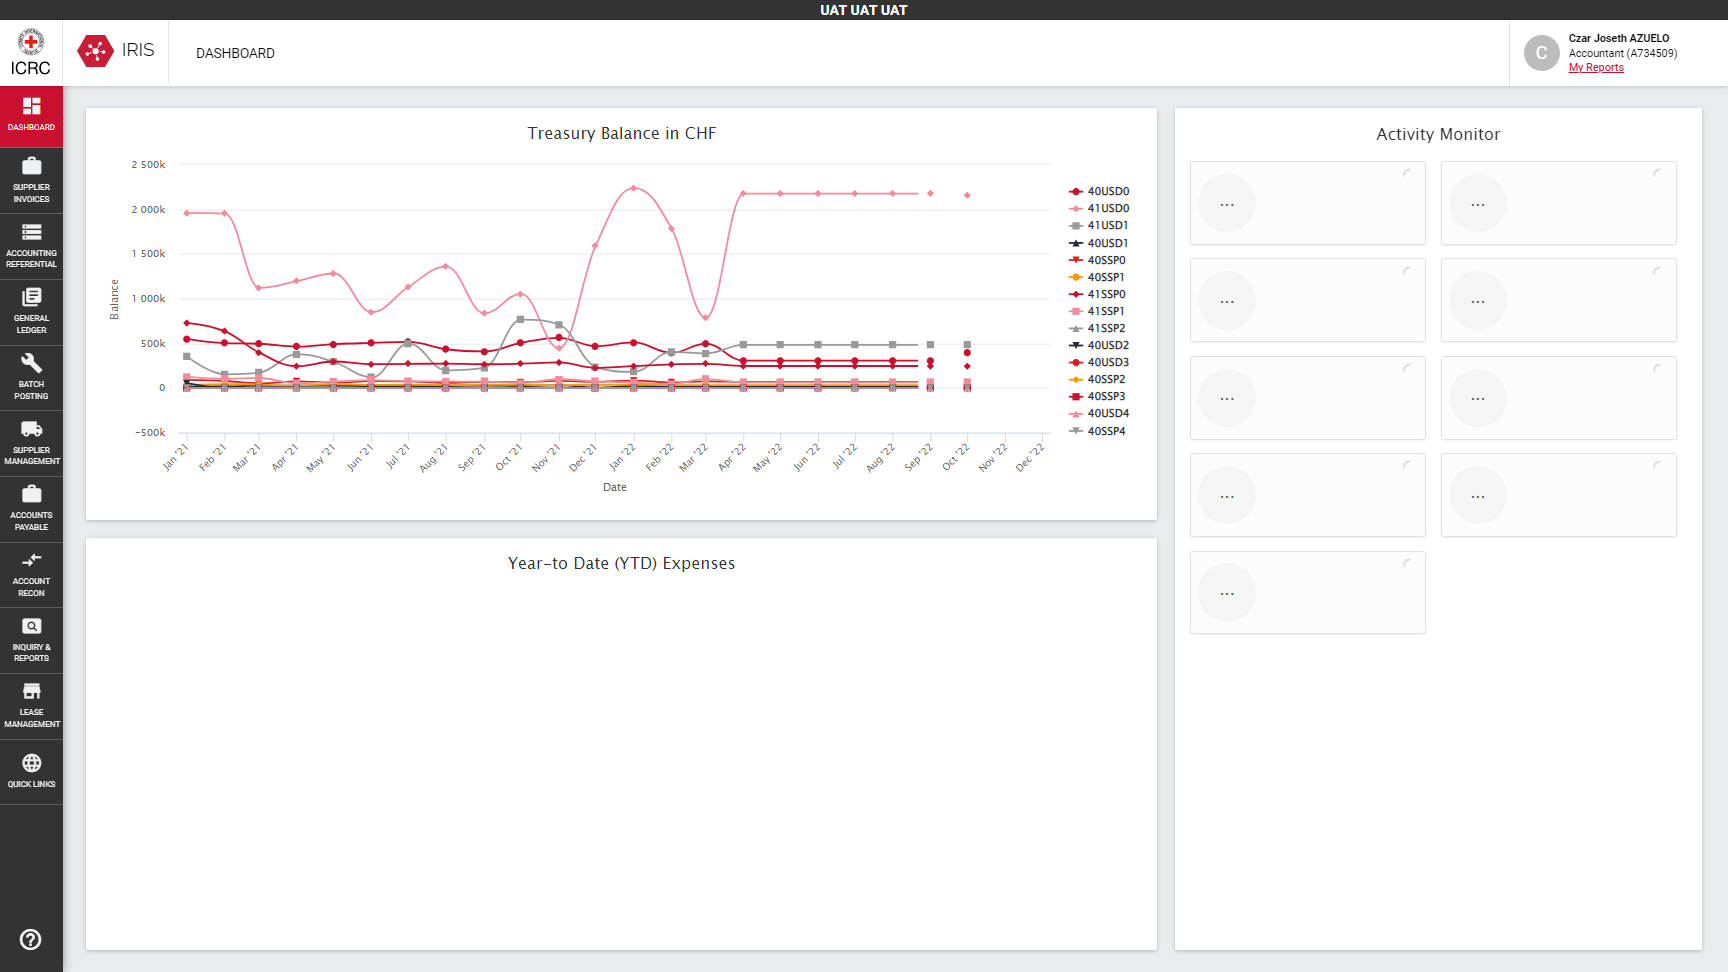 UAT UAT UAT
ICRC
IRIS
DASHBOARD
Czar Joseth AZUELO
Accountant (A734509)
My Reports
C
DASHBOARD
SUPPLIER
INVOICES
ACCOUNTING
REFERENTIAL
GENERAL
LEDGER
BATCH
POSTING
SUPPLIER
MANAGEMENT
ACCOUNTS
PAYABLE
ACCOUNT
RECON
INQUIRY &
REPORTS
LEASE
MANAGEMENT
QUICK LINKS
Treasury Balance in CHF
2 500k
2 000k
1 500k
1 000k
500k
0
-500k
Balance
Jan '21
Feb '21
Mar '21
Apr '21
May '21
Jun '21
Jul '21
Aug '21
Sep '21
Oct '21
Nov '21
Dec '21
Jan '22
Feb '22
Mar '22
Apr '22
May '22
Jun '22
Jul '22
Aug '22
Sep '22
Oct '22
Nov '22
Dec '22
Date
40USD0
41USD0
41USD1
40USD1
40SSP0
40SSP1
41SSP0
41SSP1
41SSP2
40USD2
40USD3
40SSP2
40SSP3
40USD4
40SSP4
Year-to Date (YTD) Expenses
Activity Monitor
...
...
...
...
...
...
...
...
...